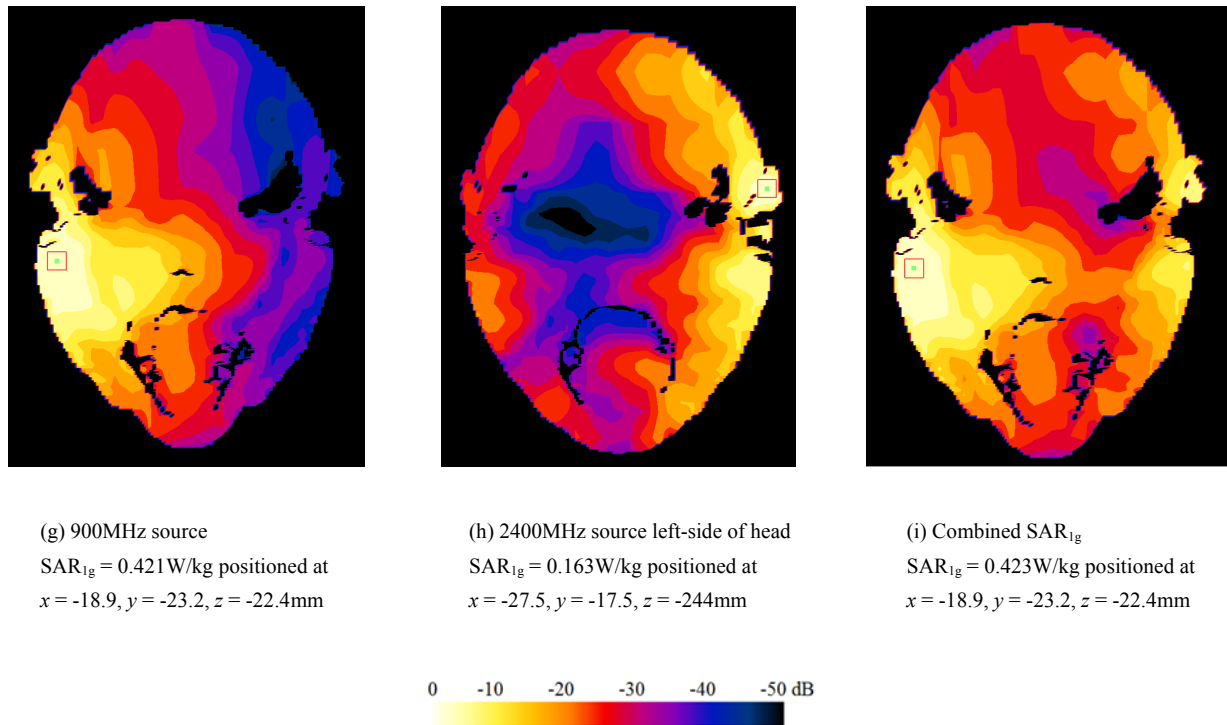 (g) 900MHz source
SAR1g = 0.421W/kg positioned at
x = -18.9, y = -23.2, z = -22.4mm
(h) 2400MHz source left-side of head
SAR1g = 0.163W/kg positioned at
x = -27.5, y = -17.5, z = -244mm
(i) Combined SAR1g
SAR1g = 0.423W/kg positioned at
x = -18.9, y = -23.2, z = -22.4mm
0 -10 -20 -30 -40 -50 dB